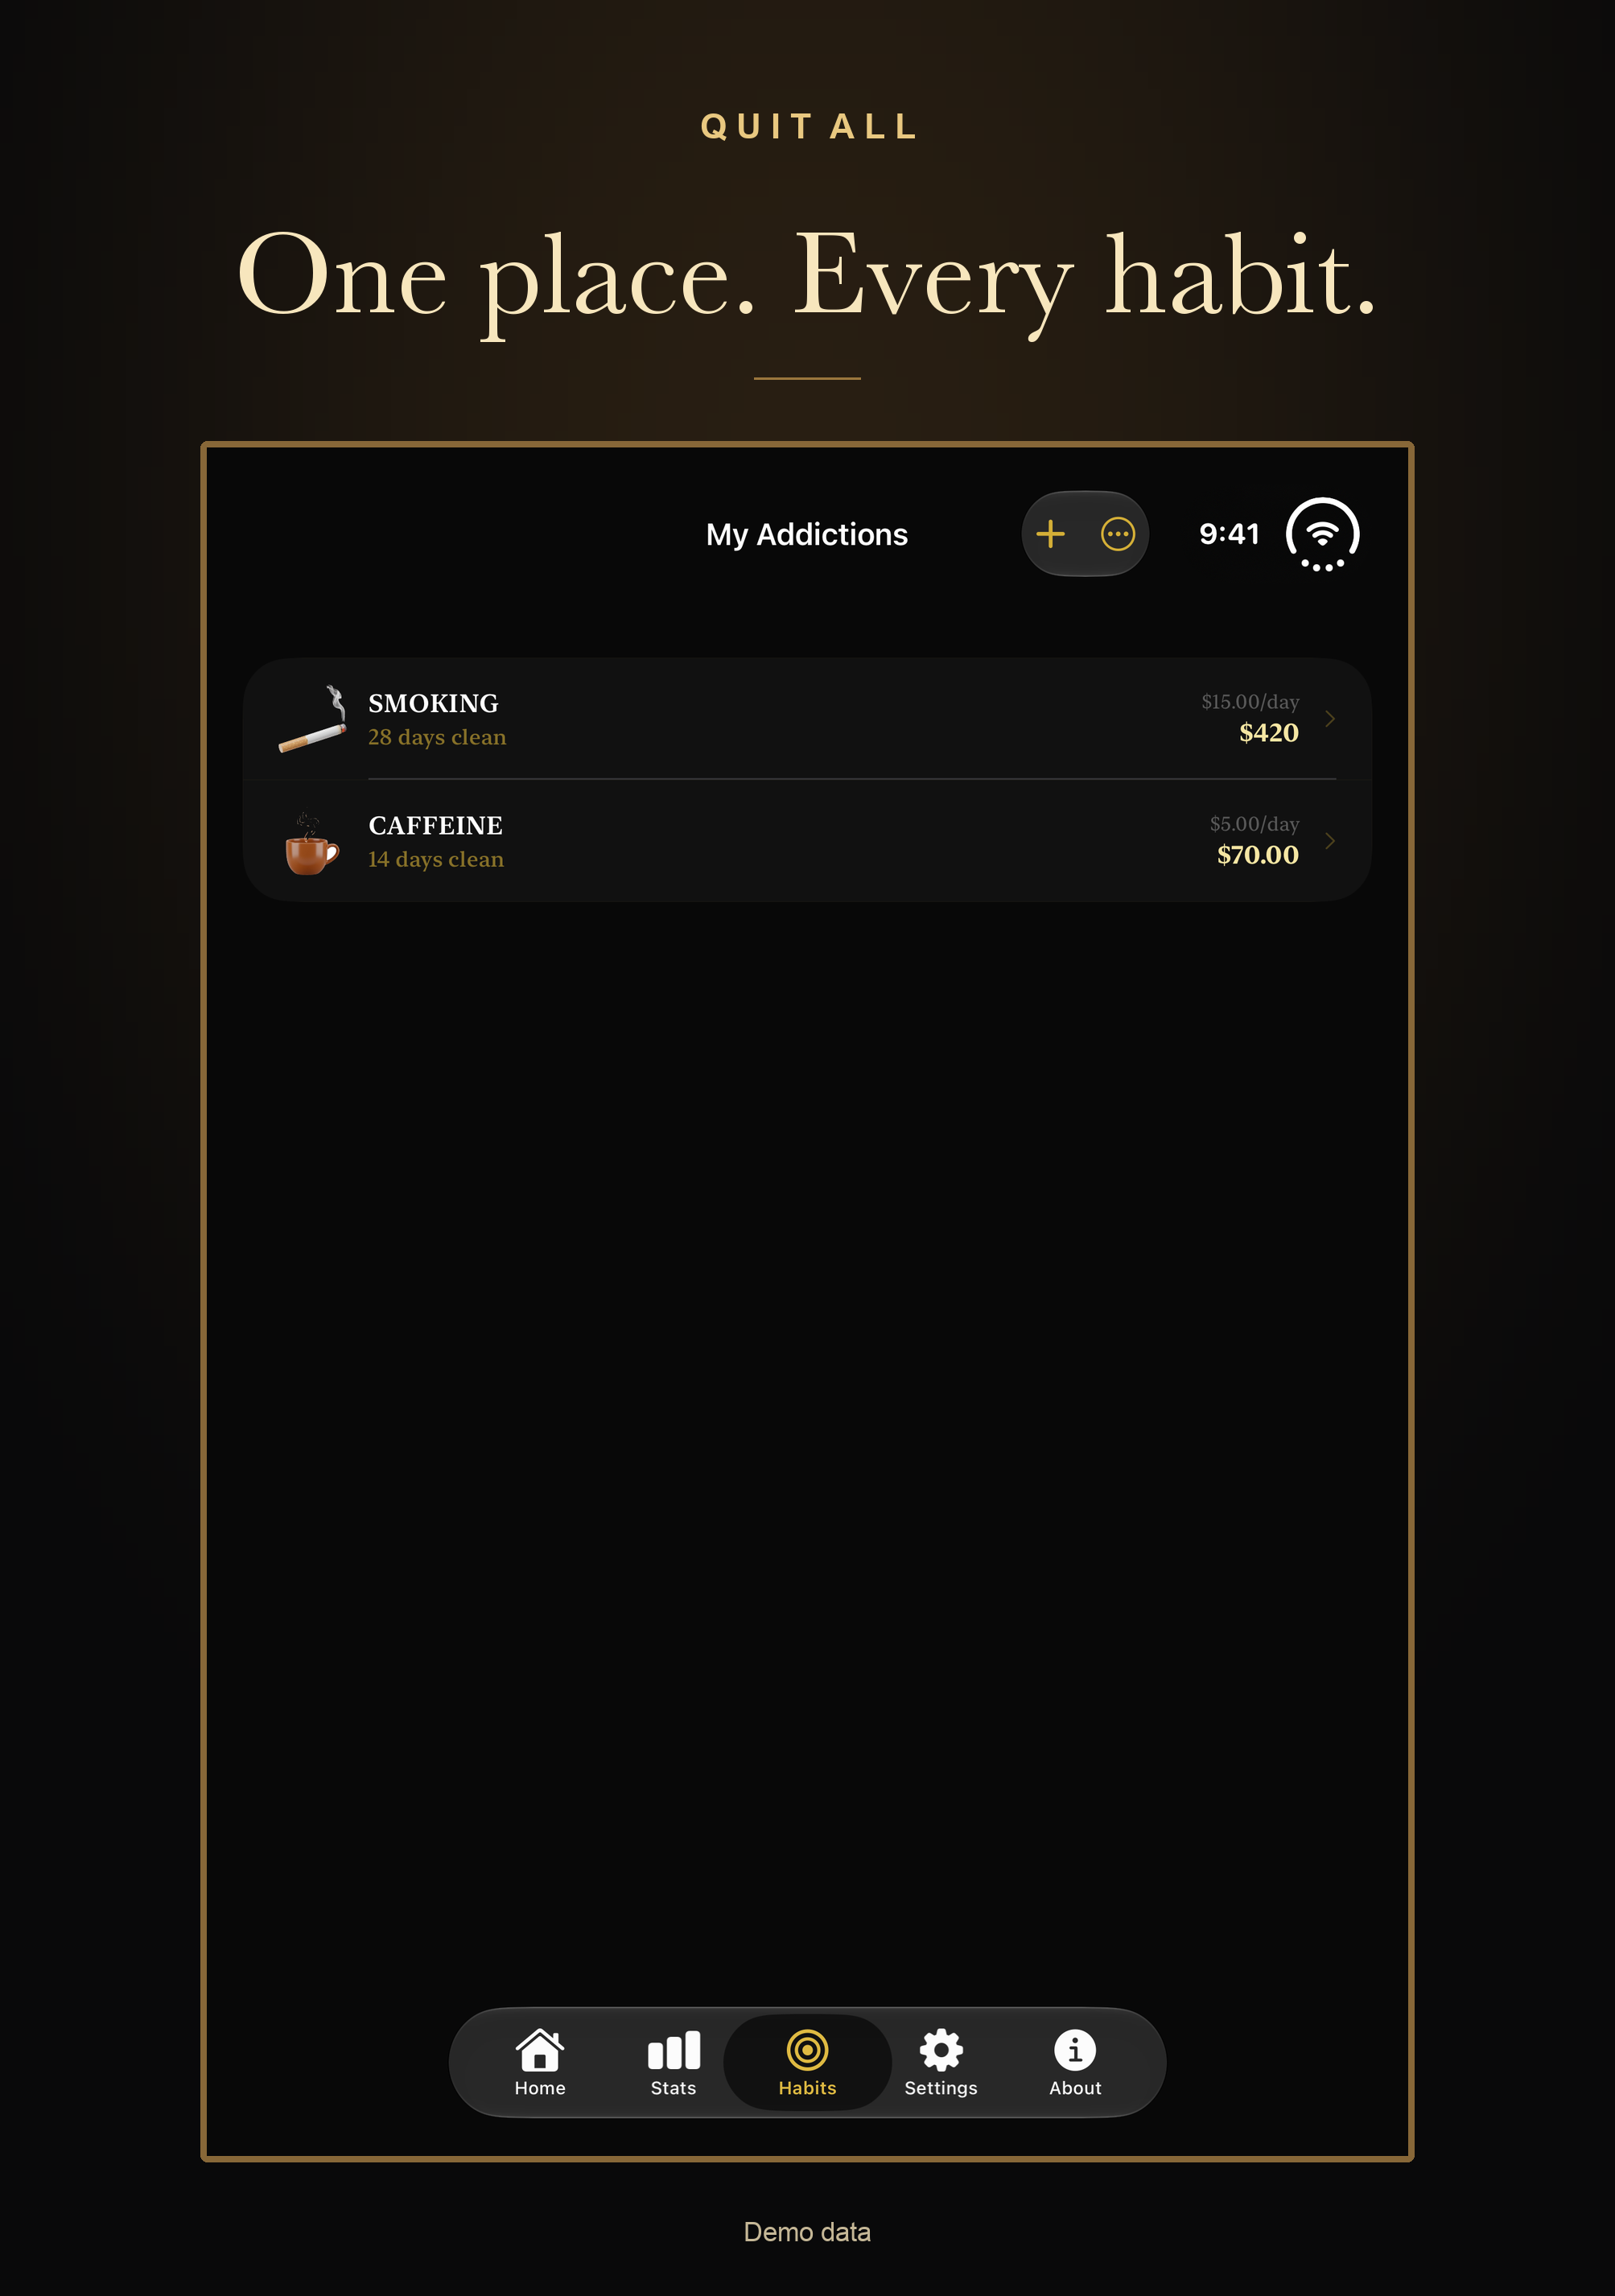 QUIT ALL
One place. Every habit.
My Addictions
9:41
SMOKING
28 days clean
$15.00/day
$420
CAFFEINE
14 days clean
$5.00/day
$70.00
Home
Stats
Habits
Settings
About
Demo data